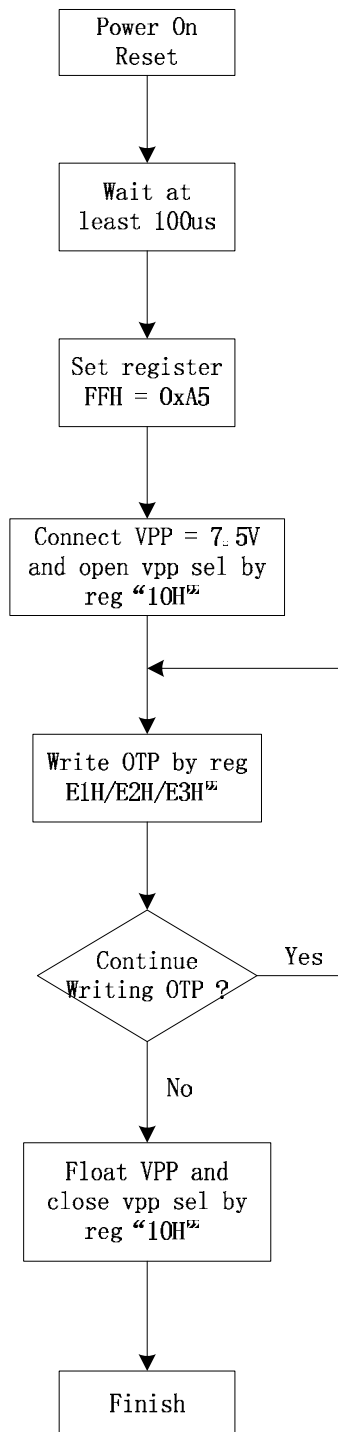 Power On
Reset
Wait at
least 100us
Set register
FFH = 0xA5
Connect VPP = 7.5V
and open vpp sel by
reg “10H”
Write OTP by reg
E1H/E2H/E3H”
Continue
Writing OTP ?
Yes
No
Float VPP and
close vpp sel by
reg “10H”
Finish